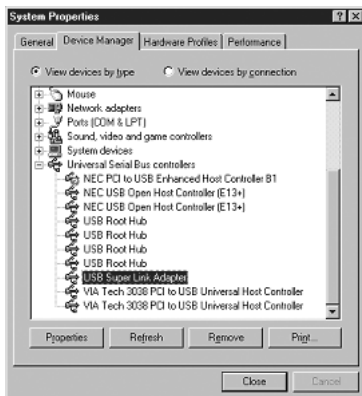 System Properties
General Device Manager Hardware Profiles Performance
View devices by type View devices by connection
Mouse
Network adapters
Ports (COM & LPT)
Sound, video and game controllers
System devices
Universal Serial Bus controllers
NEC PCI to USB Enhanced Host Controller B1
NEC USB Open Host Controller (E13+)
NEC USB Open Host Controller (E13+)
USB Root Hub
USB Root Hub
USB Root Hub
USB Root Hub
USB Super Link Adapter
VIA Tech 3038 PCI to USB Universal Host Controller
VIA Tech 3038 PCI to USB Universal Host Controller
Properties Refresh Remove Print...
Close Cancel